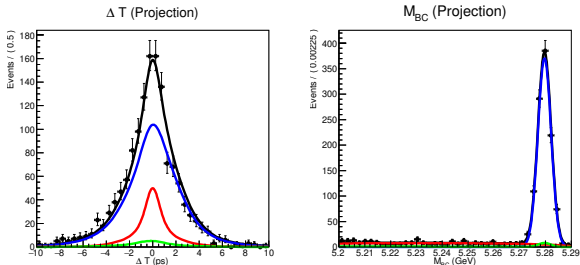 Δ T (Projection)
Events / ( 0.5)
180
160
140
120
100
80
60
40
20
0
-10 -8 -6 -4 -2 0 2 4 6 8 10
Δ T (ps)
M_BC (Projection)
Events / ( 0.00225)
400
350
300
250
200
150
100
50
0
5.2 5.21 5.22 5.23 5.24 5.25 5.26 5.27 5.28 5.29
M_BC (GeV)